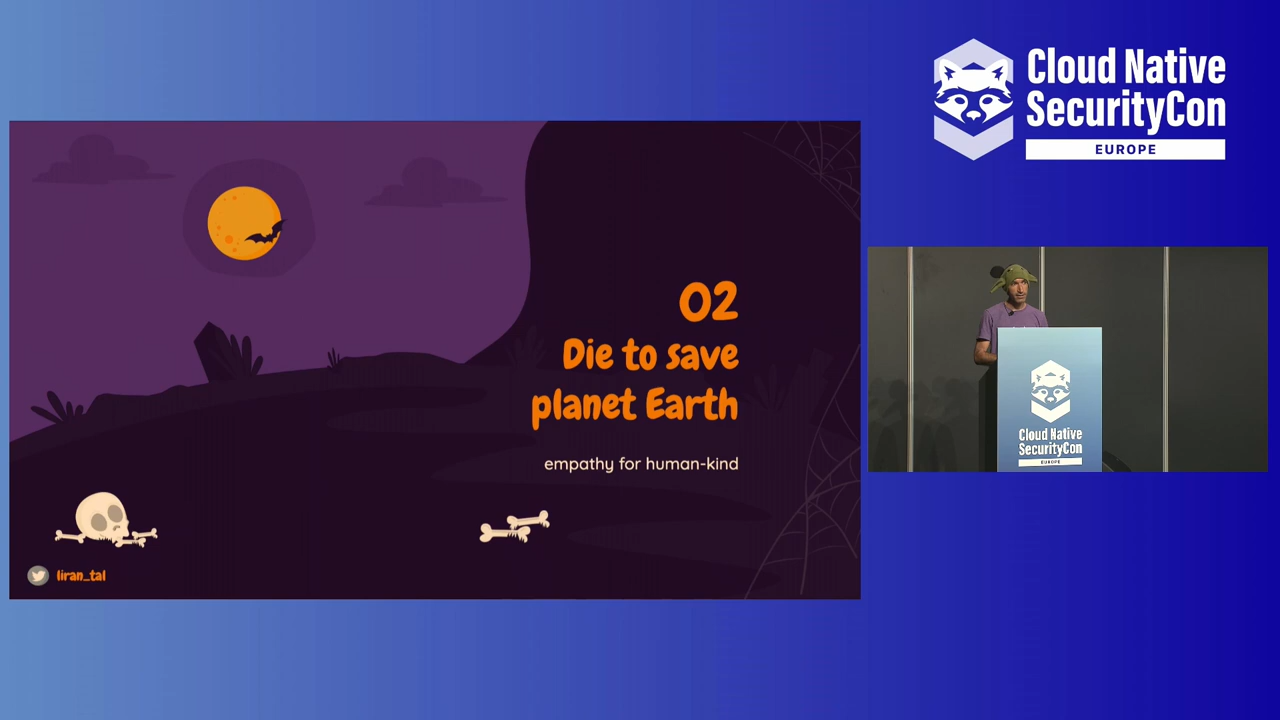 Cloud Native
SecurityCon
EUROPE
02
Die to save
planet Earth
empathy for human-kind
liran_tal
Cloud Native
SecurityCon
EUROPE